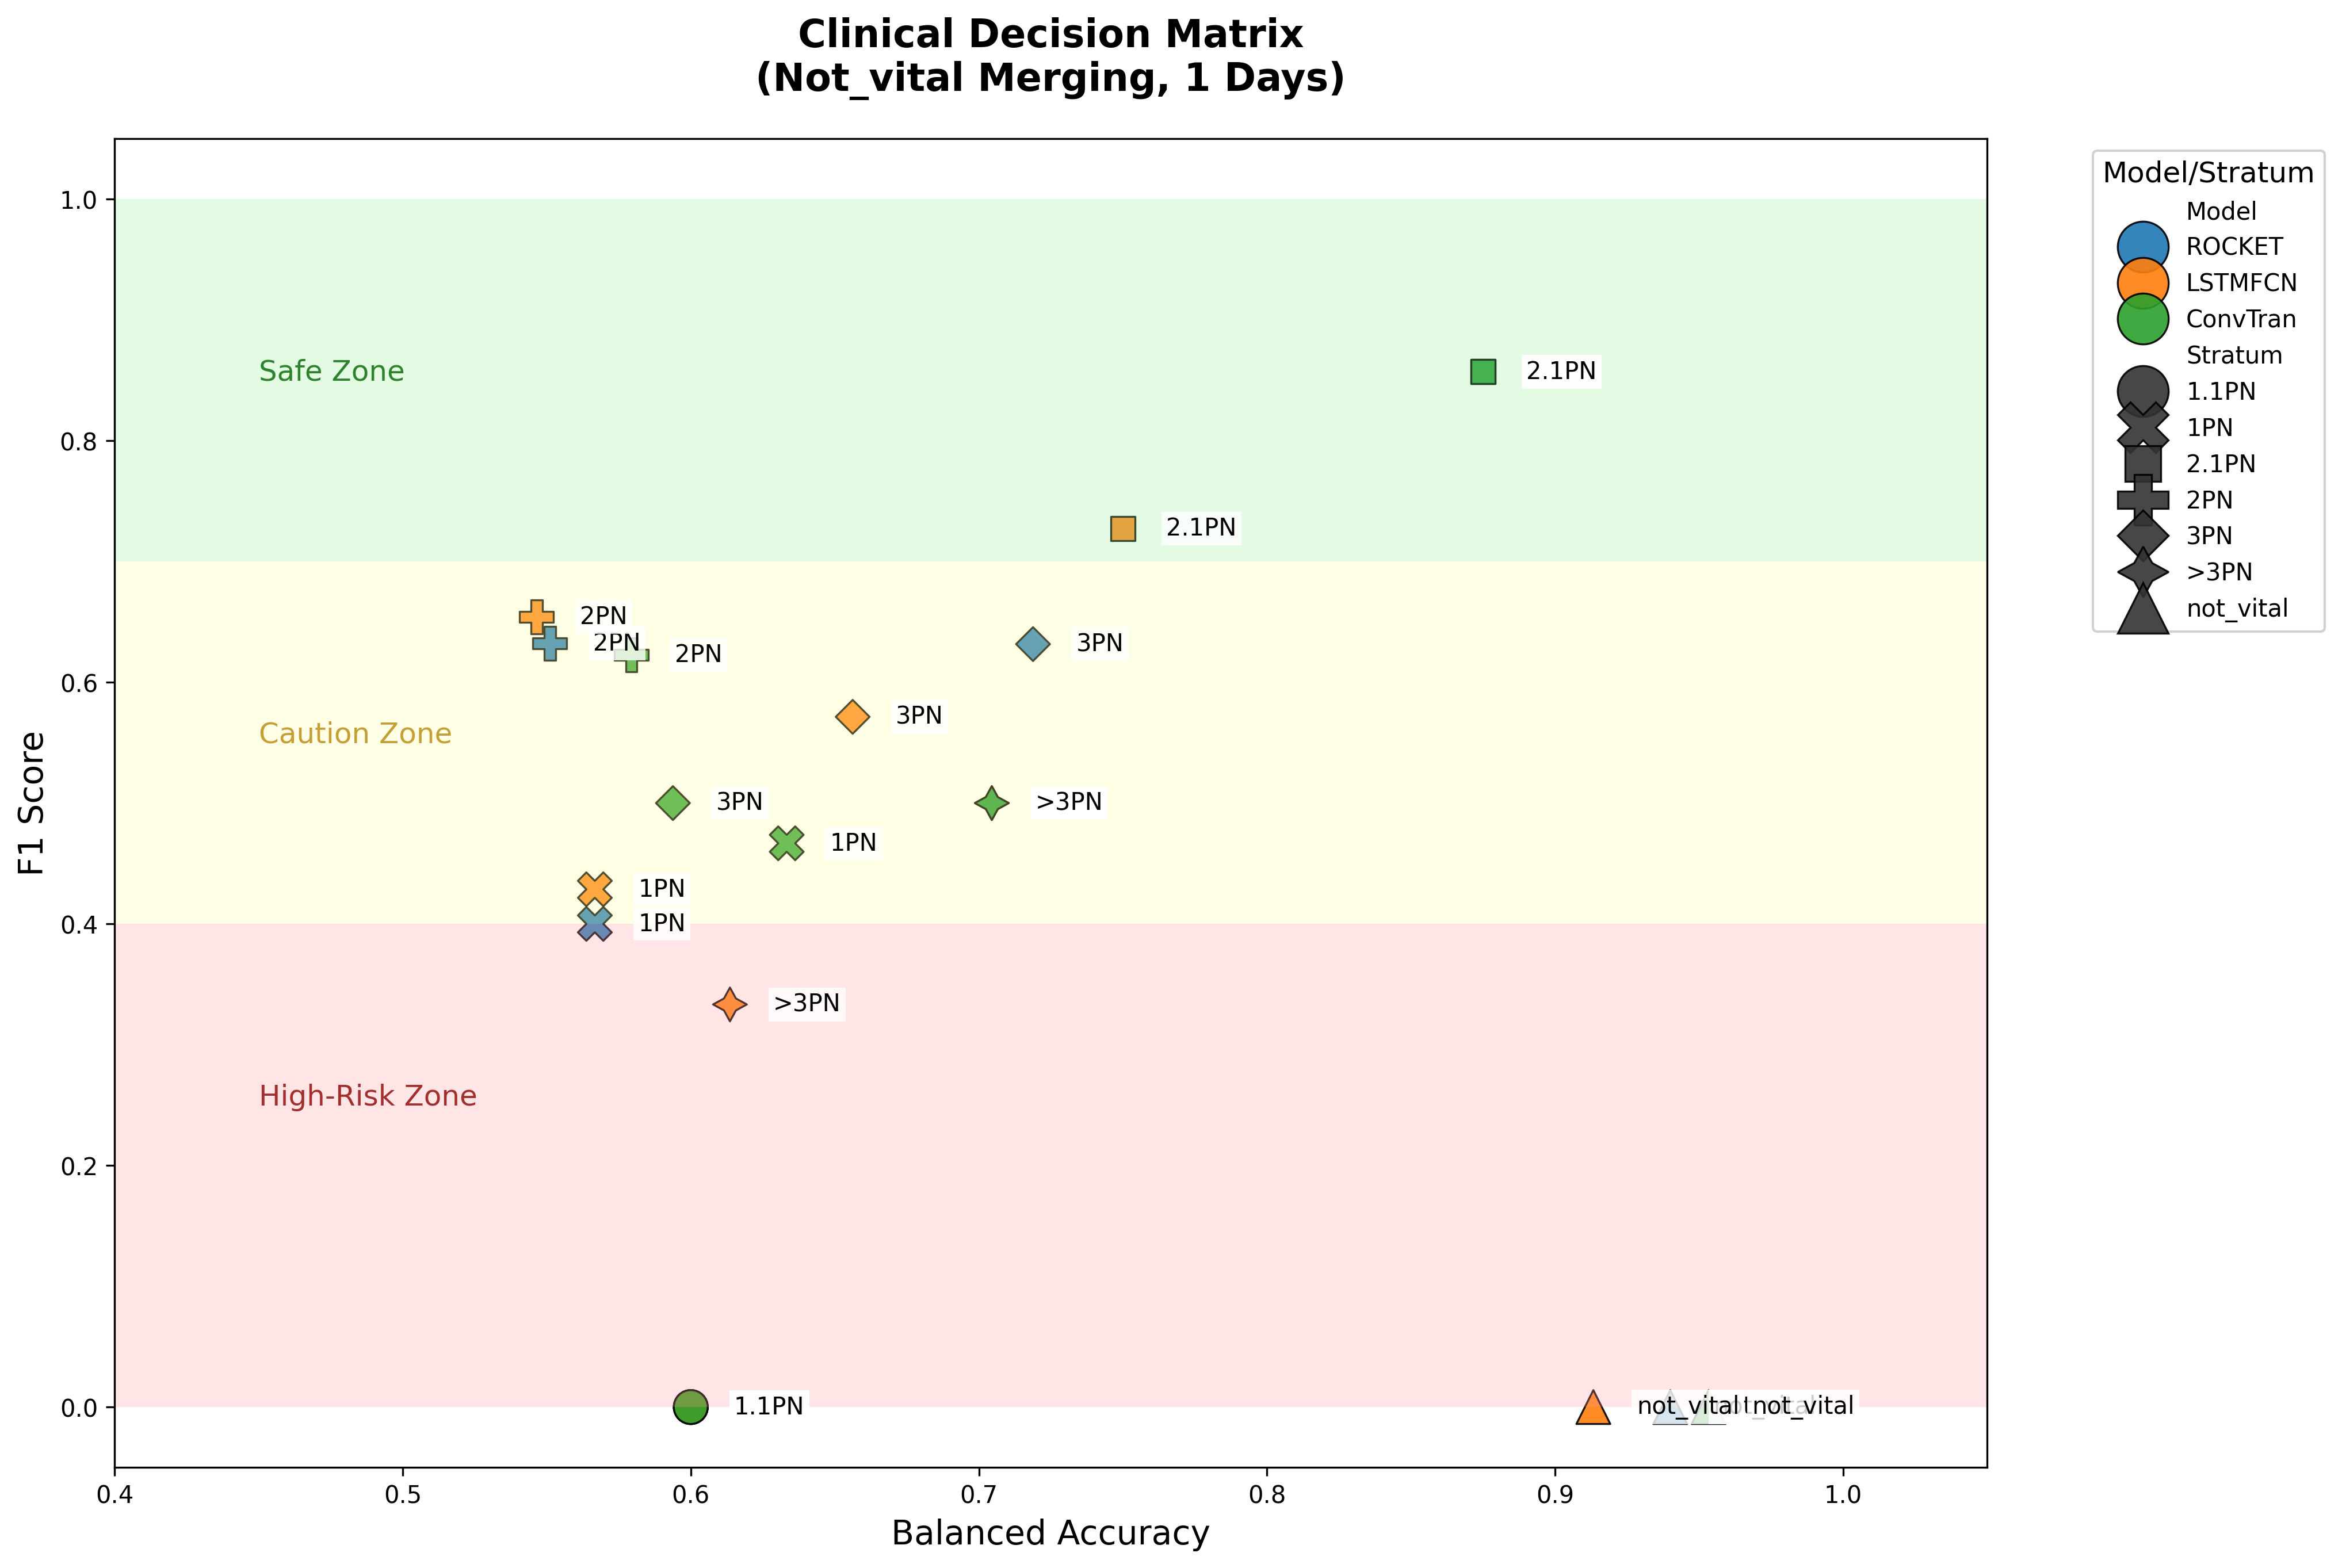 Clinical Decision Matrix
(Not_vital Merging, 1 Days)
Model/Stratum
Model
ROCKET
LSTMFCN
ConvTran
Stratum
1.1PN
1PN
2.1PN
2PN
3PN
>3PN
not_vital
F1 Score
1.0
0.8
0.6
0.4
0.2
0.0
Safe Zone
2.1PN
2.1PN
Caution Zone
2PN
2PN
2PN
3PN
3PN
3PN
>3PN
1PN
1PN
1PN
High-Risk Zone
>3PN
1.1PN
not_vital
not_vital
0.4
0.5
0.6
0.7
0.8
0.9
1.0
Balanced Accuracy